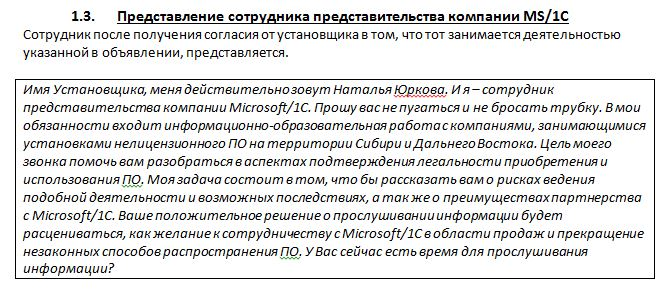 1.3. Представление сотрудника представительства компании MS/1C
Сотрудник после получения согласия от установщика в том, что тот занимается деятельностью
указанной в объявлении, представляется.
Имя Установщика, меня действительно зовут Наталья Юркова. И я – сотрудник
представительства компании Microsoft/1C. Прошу вас не пугаться и не бросать трубку. В мои
обязанности входит информационно-образовательная работа с компаниями, занимающимися
установками нелицензионного ПО на территории Сибири и Дальнего Востока. Цель моего
звонка помочь вам разобраться в аспектах подтверждения легальности приобретения и
использования ПО. Моя задача состоит в том, что бы рассказать вам о рисках ведения
подобной деятельности и возможных последствиях, а так же о преимуществах партнерства
с Microsoft/1C. Ваше положительное решение о прослушивании информации будет
расцениваться, как желание к сотрудничеству с Microsoft/1C в области продаж и прекращение
незаконных способов распространения ПО. У Вас сейчас есть время для прослушивания
информации?